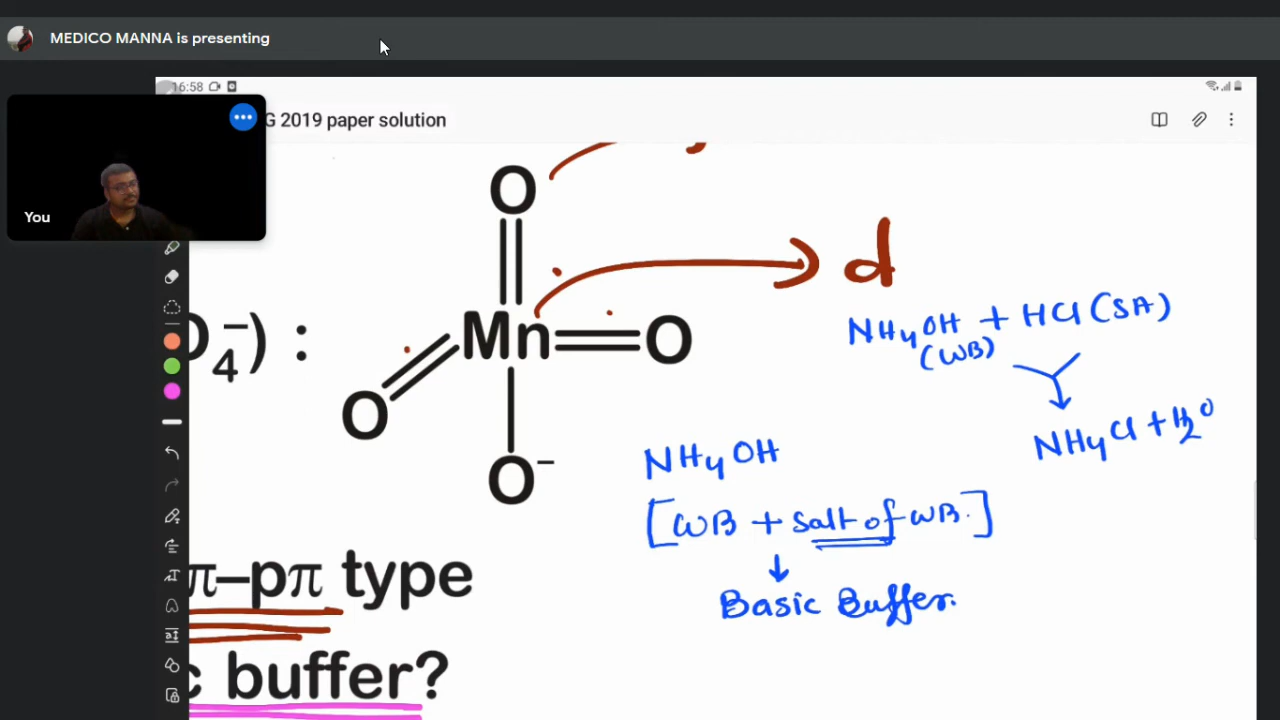 MEDICO MANNA is presenting
16:58
G 2019 paper solution
You
O
d
O₄⁻) :
Mn
O
O
O⁻
NH4OH + HCl (SA)
(WB)
NH4Cl + H2O
NH4OH
[WB + Salt of WB.]
Basic Buffer.
π–pπ type
c buffer?